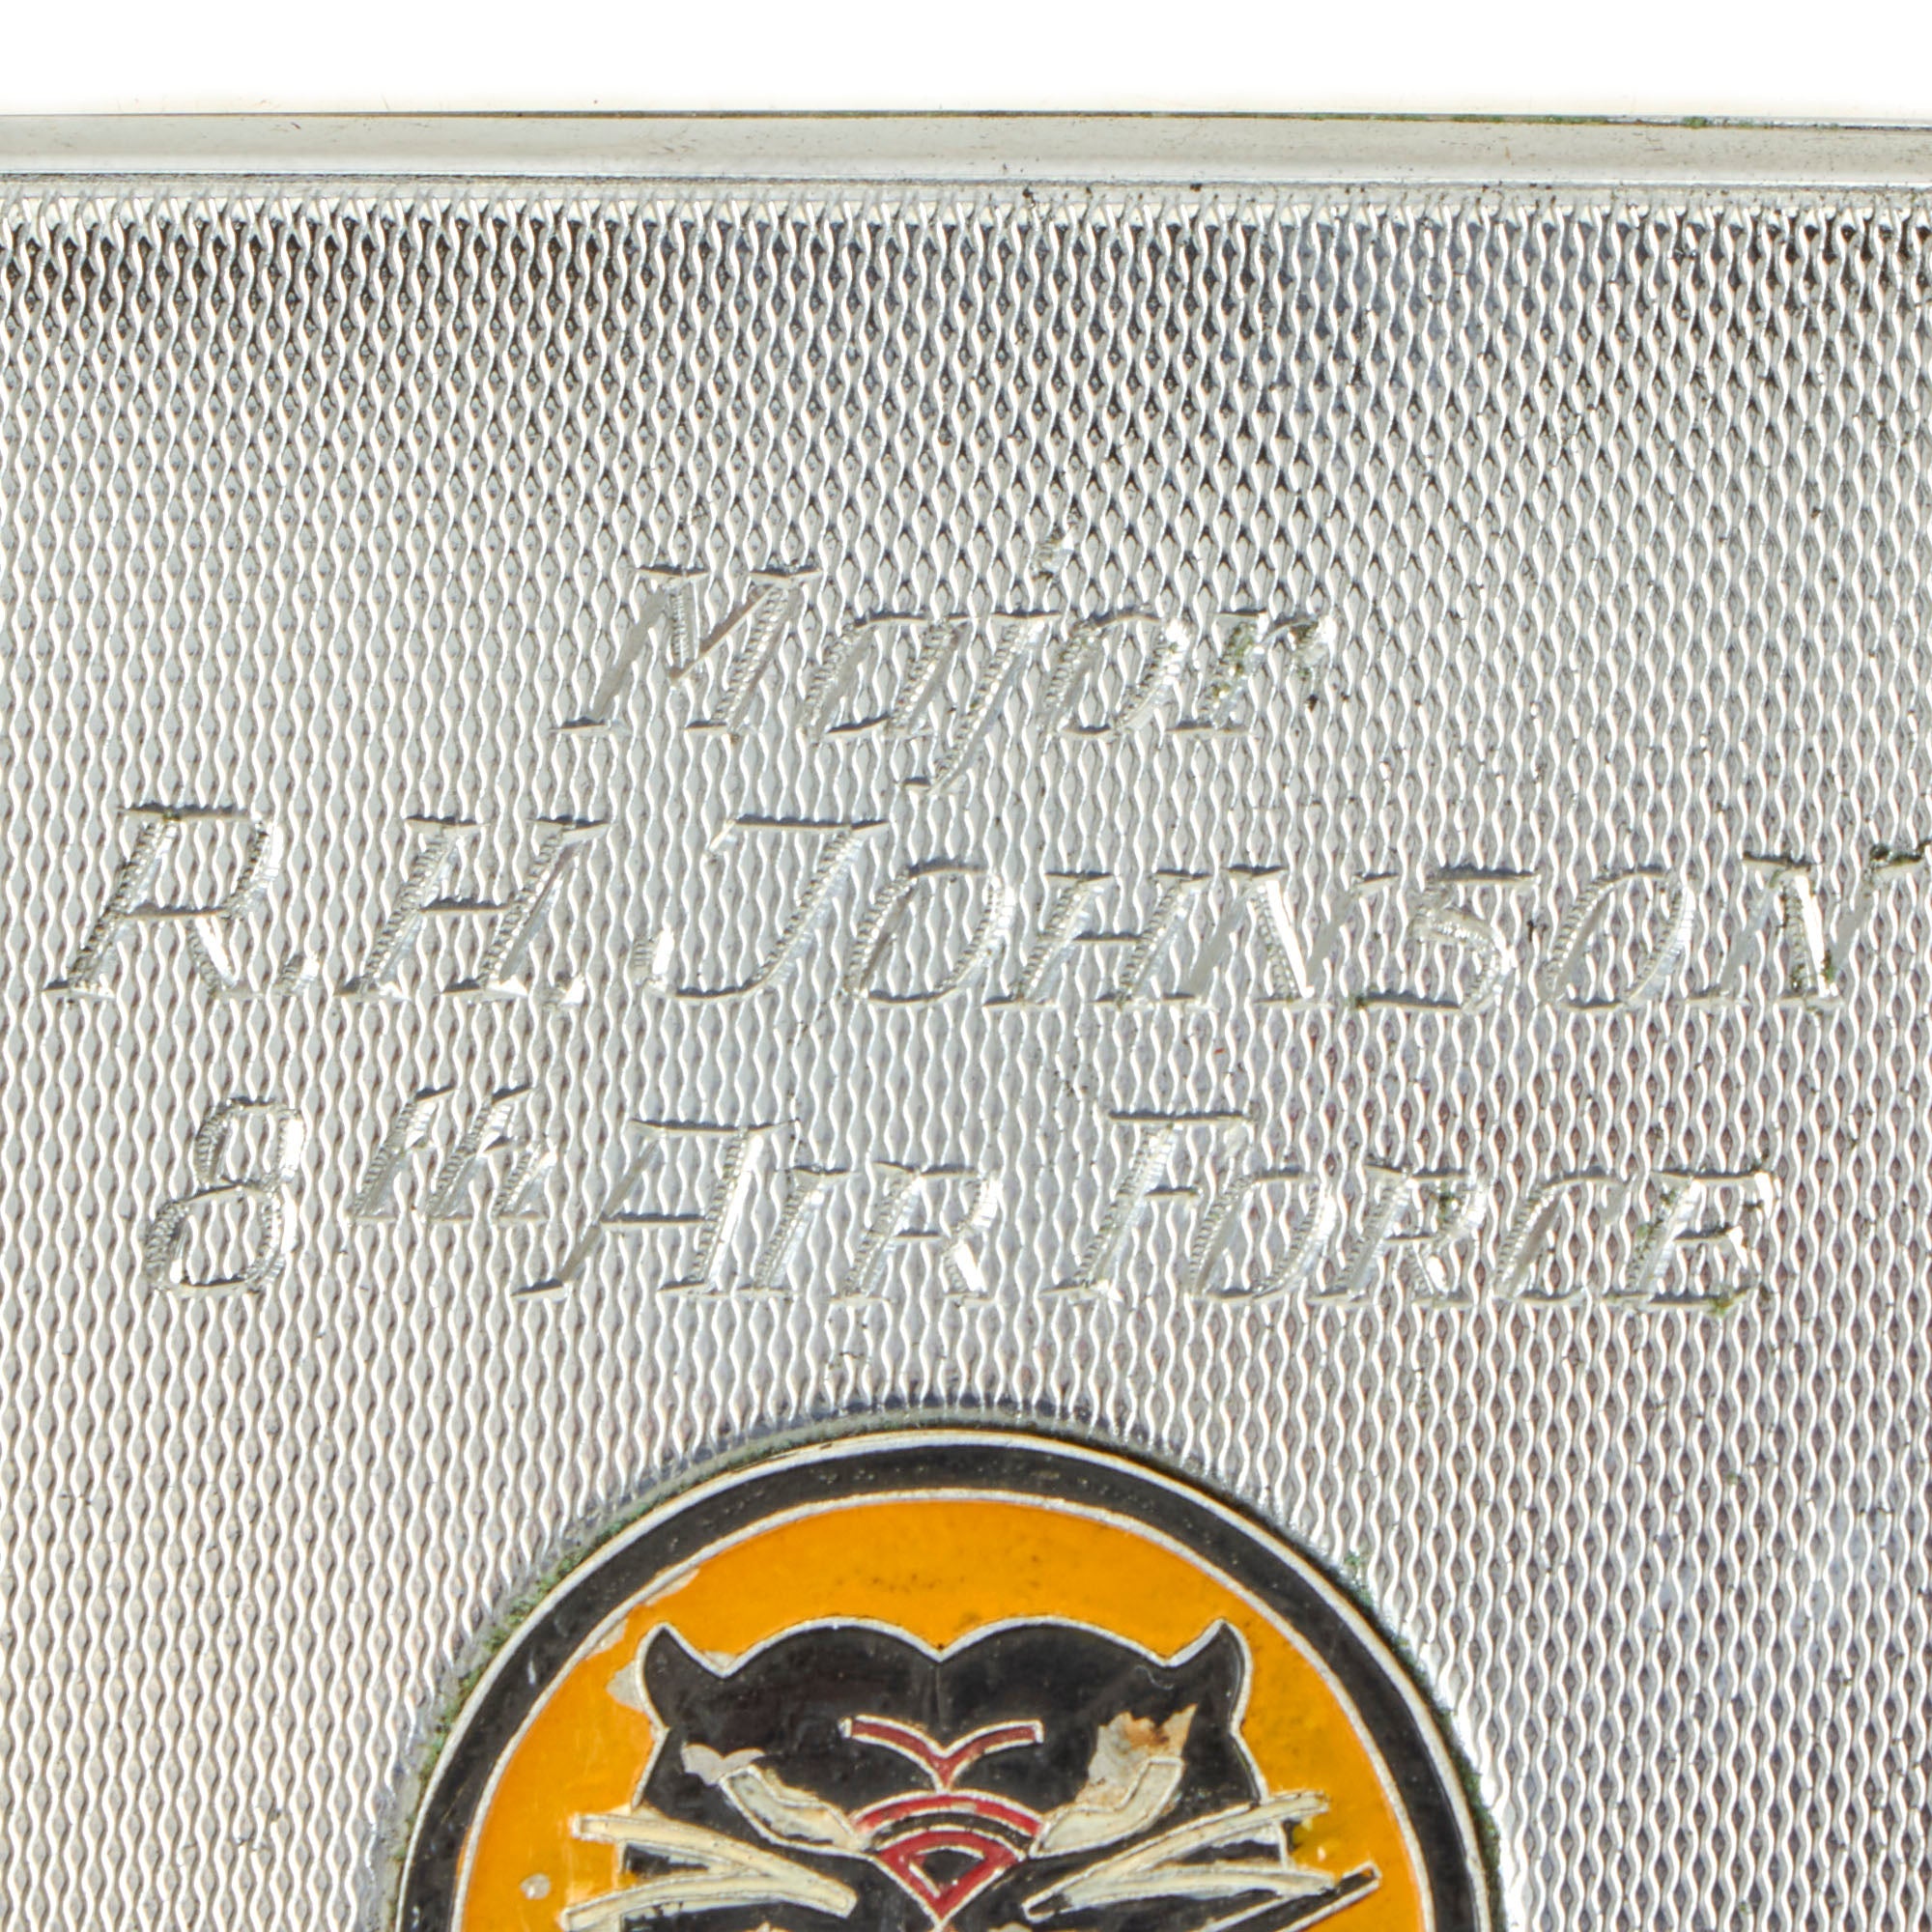 Major
R. H. JOHNSON
8th AIR FORCE